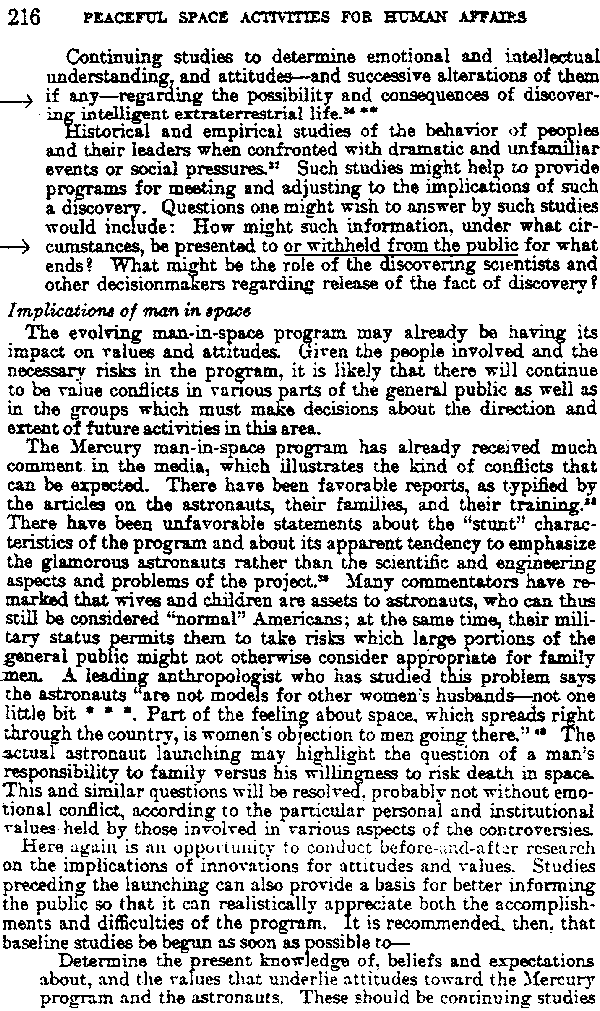 216 PEACEFUL SPACE ACTIVITIES FOR HUMAN AFFAIRS
Continuing studies to determine emotional and intellectual
understanding, and attitudes—and successive alterations of them
if any—regarding the possibility and consequences of discover-
ing intelligent extraterrestrial life.
Historical and empirical studies of the behavior of peoples
and their leaders when confronted with dramatic and unfamiliar
events or social pressures.³⁷ Such studies might help to provide
programs for meeting and adjusting to the implications of such
a discovery. Questions one might wish to answer by such studies
would include: How might such information, under what cir-
cumstances, be presented to or withheld from the public for what
ends? What might be the role of the discovering scientists and
other decisionmakers regarding release of the fact of discovery?
Implications of man in space
The evolving man-in-space program may already be having its
impact on values and attitudes. Given the people involved and the
necessary risks in the program, it is likely that there will continue
to be value conflicts in various parts of the general public as well as
in the groups which must make decisions about the direction and
extent of future activities in this area.
The Mercury man-in-space program has already received much
comment in the media, which illustrates the kind of conflicts that
can be expected. There have been favorable reports, as typified by
the articles on the astronauts, their families, and their training.³⁸
There have been unfavorable statements about the “stunt” charac-
teristics of the program and about its apparent tendency to emphasize
the glamorous astronauts rather than the scientific and engineering
aspects and problems of the project.³⁹ Many commentators have re-
marked that wives and children are assets to astronauts, who can thus
still be considered “normal” Americans; at the same time, their mili-
tary status permits them to take risks which large portions of the
general public might not otherwise consider appropriate for family
men. A leading anthropologist who has studied this problem says
the astronauts “are not models for other women's husbands—not one
little bit * * *. Part of the feeling about space, which spreads right
through the country, is women's objection to men going there.” ⁴⁰ The
actual astronaut launching may highlight the question of a man's
responsibility to family versus his willingness to risk death in space.
This and similar questions will be resolved, probably not without emo-
tional conflict, according to the particular personal and institutional
values held by those involved in various aspects of the controversies.
Here again is an opportunity to conduct before-and-after research
on the implications of innovations for attitudes and values. Studies
preceding the launching can also provide a basis for better informing
the public so that it can realistically appreciate both the accomplish-
ments and difficulties of the program. It is recommended, then, that
baseline studies be begun as soon as possible to—
Determine the present knowledge of, beliefs and expectations
about, and the values that underlie attitudes toward the Mercury
program and the astronauts. These should be continuing studies